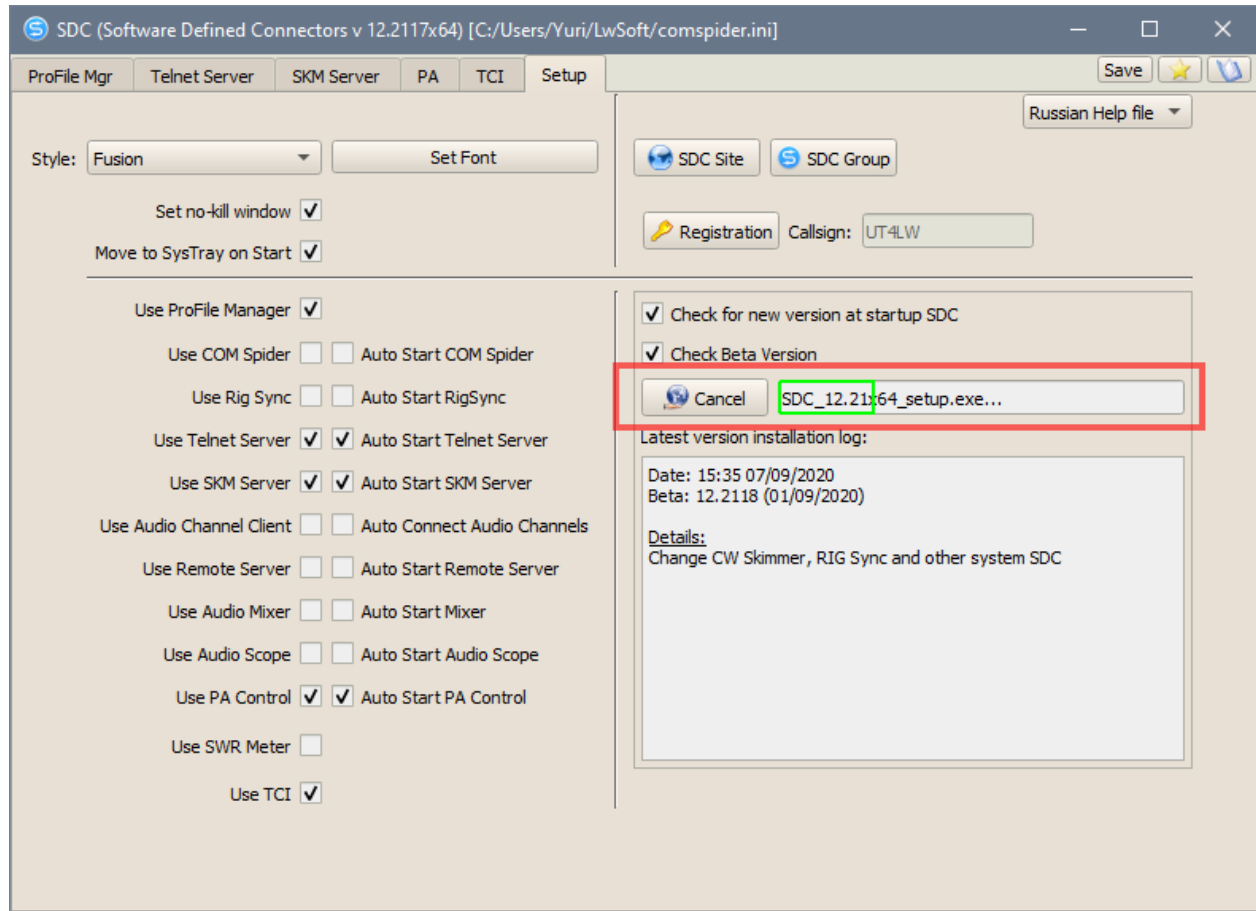 SDC (Software Defined Connectors v 12.2117x64) [C:/Users/Yuri/LwSoft/comspider.ini]
ProFile Mgr Telnet Server SKM Server PA TCI Setup Save
Russian Help file
Style: Fusion Set Font SDC Site SDC Group
Set no-kill window
Registration Callsign: UT4LW
Move to SysTray on Start
Use ProFile Manager
Use COM Spider Auto Start COM Spider
Use Rig Sync Auto Start RigSync
Use Telnet Server Auto Start Telnet Server
Use SKM Server Auto Start SKM Server
Use Audio Channel Client Auto Connect Audio Channels
Use Remote Server Auto Start Remote Server
Use Audio Mixer Auto Start Mixer
Use Audio Scope Auto Start Audio Scope
Use PA Control Auto Start PA Control
Use SWR Meter
Use TCI
Check for new version at startup SDC
Check Beta Version
Cancel SDC_12.21x64_setup.exe...
Latest version installation log:
Date: 15:35 07/09/2020
Beta: 12.2118 (01/09/2020)
Details:
Change CW Skimmer, RIG Sync and other system SDC